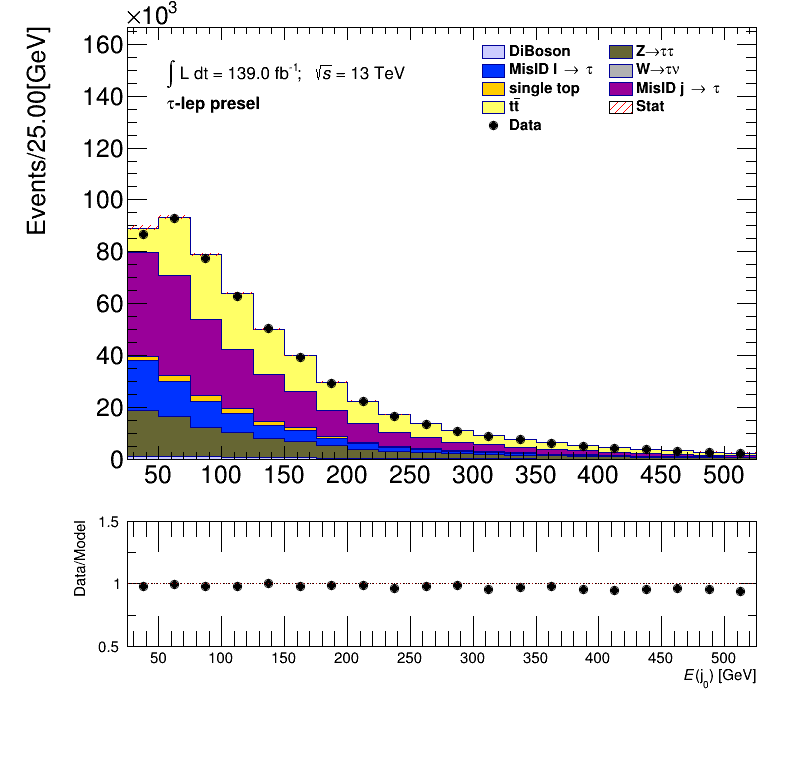 ×10³
Events/25.00[GeV]
160
140
120
100
80
60
40
20
0
∫ L dt = 139.0 fb⁻¹; √s = 13 TeV
τ-lep presel
DiBoson
Z→ττ
MisID l → τ
W→τν
single top
MisID j → τ
tt̄
Stat
Data
50 100 150 200 250 300 350 400 450 500
Data/Model
1.5
1
0.5
50 100 150 200 250 300 350 400 450 500
E(j₀) [GeV]